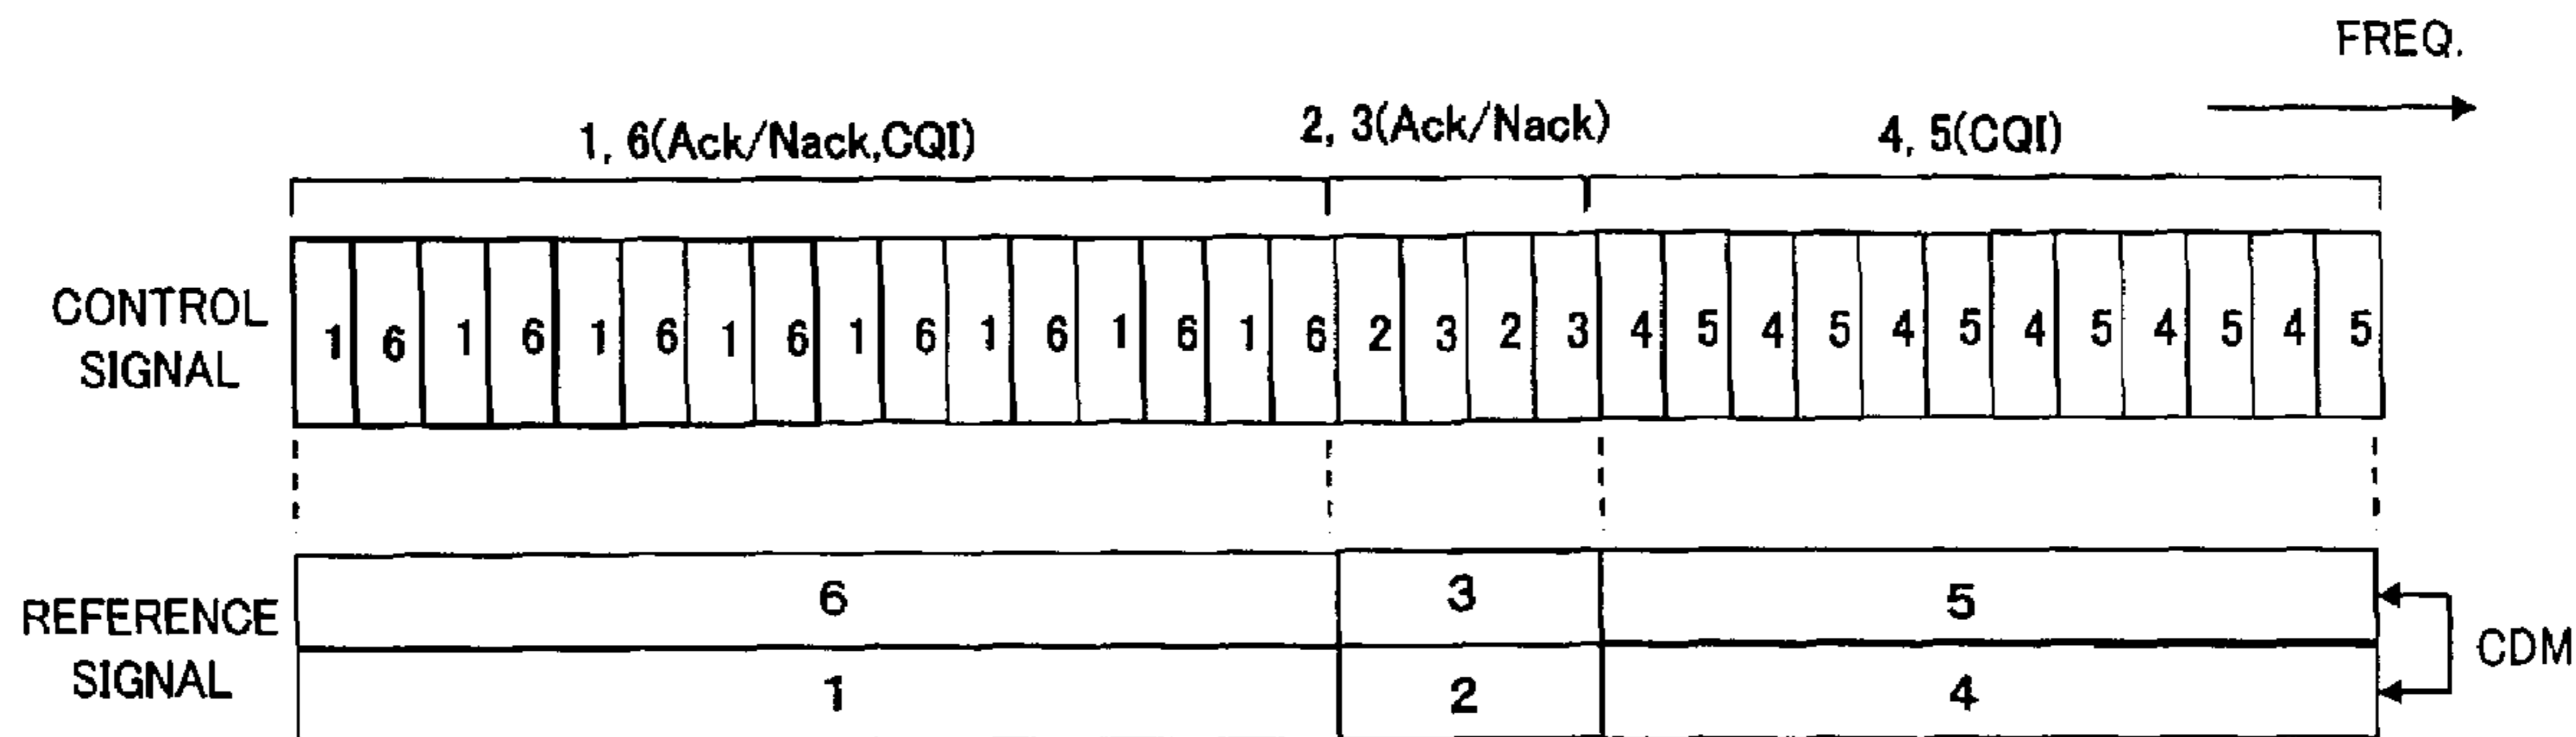 FREQ.
1, 6(Ack/Nack,CQI)
2, 3(Ack/Nack)
4, 5(CQI)
CONTROL
SIGNAL
1 6 1 6 1 6 1 6 1 6 1 6 1 6 1 6 2 3 2 3 4 5 4 5 4 5 4 5 4 5 4 5
REFERENCE
SIGNAL
6 3 5
1 2 4
CDM